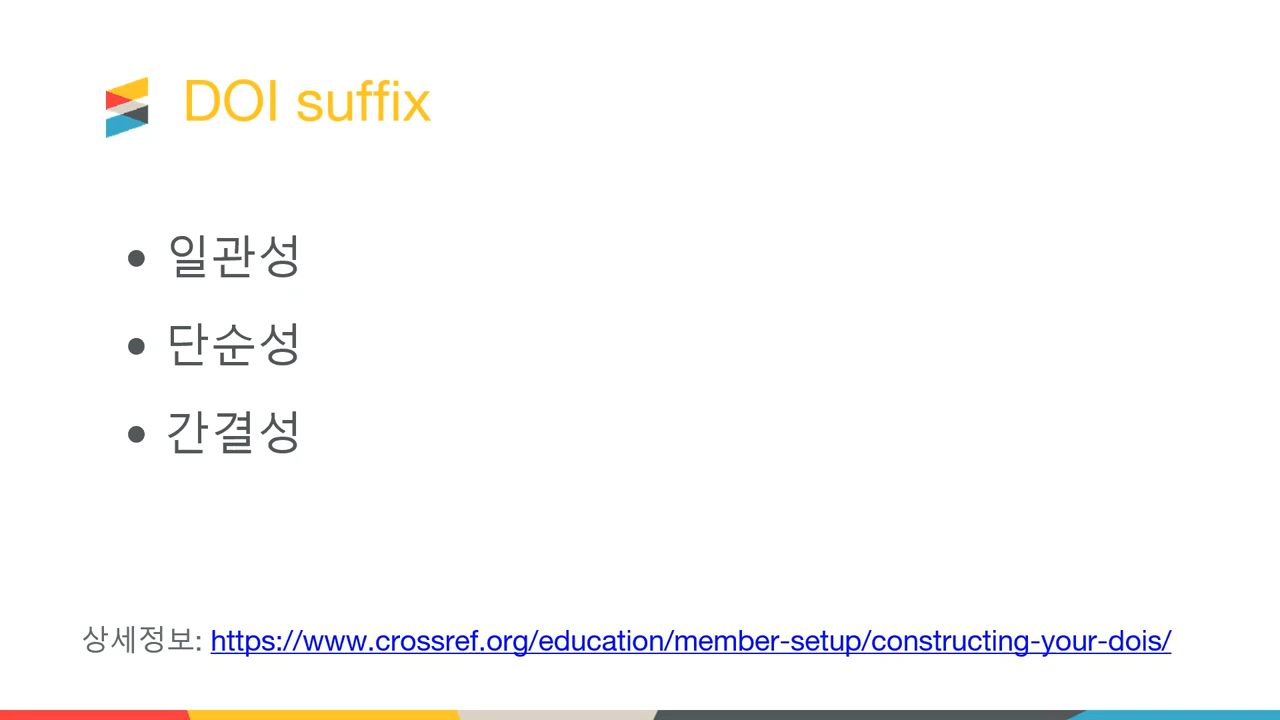 DOI suffix
• 일관성
• 단순성
• 간결성
상세정보: https://www.crossref.org/education/member-setup/constructing-your-dois/